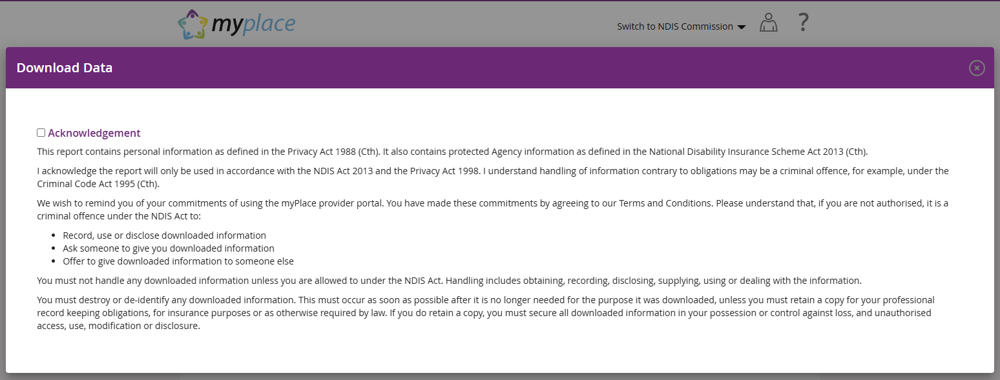 myplace
Switch to NDIS Commission
?
Download Data
Acknowledgement
This report contains personal information as defined in the Privacy Act 1988 (Cth). It also contains protected Agency information as defined in the National Disability Insurance Scheme Act 2013 (Cth).
I acknowledge the report will only be used in accordance with the NDIS Act 2013 and the Privacy Act 1998. I understand handling of information contrary to obligations may be a criminal offence, for example, under the
Criminal Code Act 1995 (Cth).
We wish to remind you of your commitments of using the myPlace provider portal. You have made these commitments by agreeing to our Terms and Conditions. Please understand that, if you are not authorised, it is a
criminal offence under the NDIS Act to:
• Record, use or disclose downloaded information
• Ask someone to give you downloaded information
• Offer to give downloaded information to someone else
You must not handle any downloaded information unless you are allowed to under the NDIS Act. Handling includes obtaining, recording, disclosing, supplying, using or dealing with the information.
You must destroy or de-identify any downloaded information. This must occur as soon as possible after it is no longer needed for the purpose it was downloaded, unless you must retain a copy for your professional
record keeping obligations, for insurance purposes or as otherwise required by law. If you do retain a copy, you must secure all downloaded information in your possession or control against loss, and unauthorised
access, use, modification or disclosure.